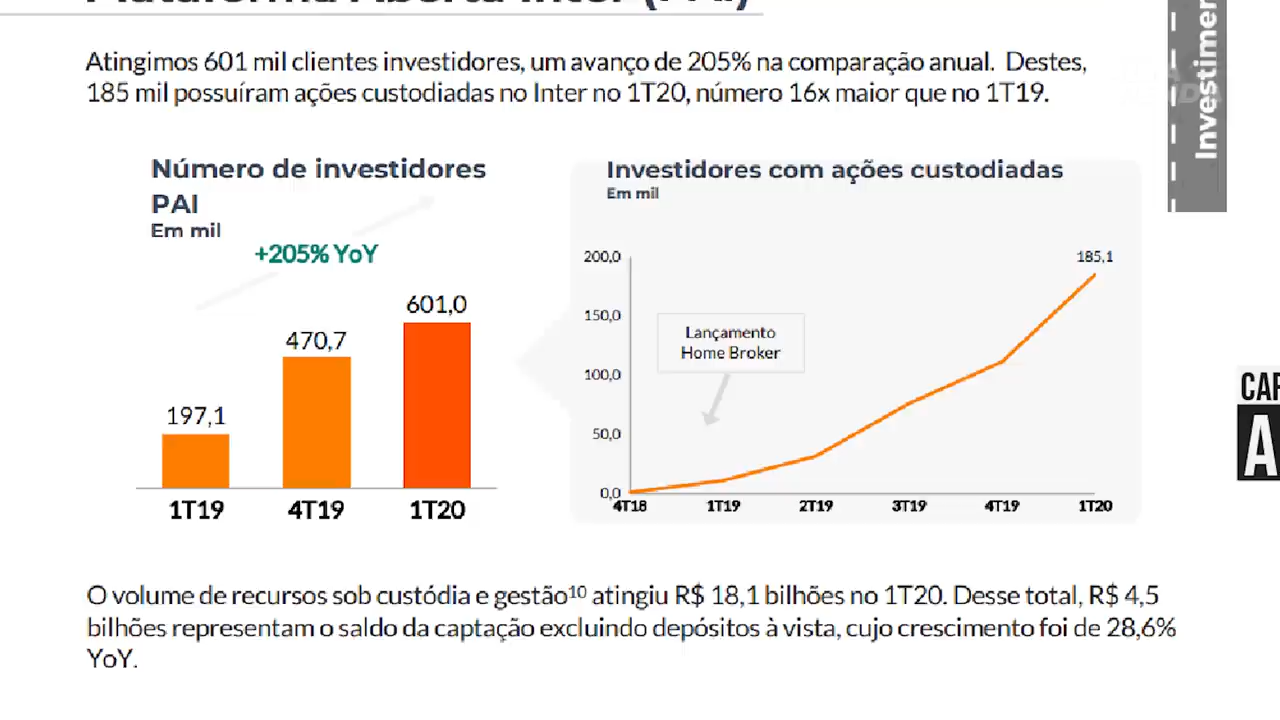 Plataforma Aberta Inter (PAI)
Atingimos 601 mil clientes investidores, um avanço de 205% na comparação anual. Destes,
185 mil possuíram ações custodiadas no Inter no 1T20, número 16x maior que no 1T19.
Número de investidores
PAI
Em mil
+205% YoY
601,0
470,7
197,1
1T19 4T19 1T20
Investidores com ações custodiadas
Em mil
200,0
150,0
100,0
50,0
0,0
185,1
Lançamento
Home Broker
4T18 1T19 2T19 3T19 4T19 1T20
O volume de recursos sob custódia e gestão¹⁰ atingiu R$ 18,1 bilhões no 1T20. Desse total, R$ 4,5
bilhões representam o saldo da captação excluindo depósitos à vista, cujo crescimento foi de 28,6%
YoY.
Investimen
CAP
A